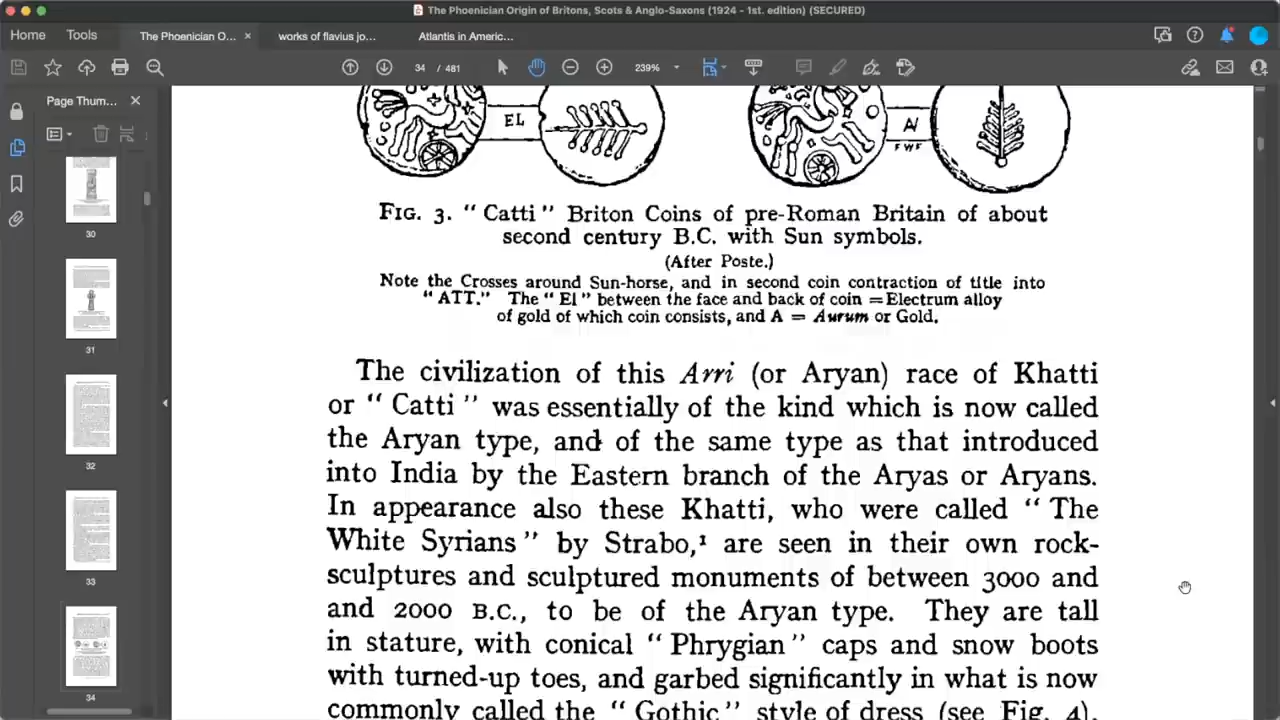 The Phoenician Origin of Britons, Scots & Anglo-Saxons (1924 - 1st. edition) (SECURED)
Home Tools The Phoenician O... × works of flavius jo... Atlantis in Americ...
34 / 481 239%
Page Thum... ×
30
31
32
33
34
EL
A/
F W F
FIG. 3. “Catti” Briton Coins of pre-Roman Britain of about
second century B.C. with Sun symbols.
(After Poste.)
Note the Crosses around Sun-horse, and in second coin contraction of title into
“ATT.” The “El” between the face and back of coin = Electrum alloy
of gold of which coin consists, and A = Aurum or Gold.
The civilization of this Arri (or Aryan) race of Khatti
or “Catti” was essentially of the kind which is now called
the Aryan type, and of the same type as that introduced
into India by the Eastern branch of the Aryas or Aryans.
In appearance also these Khatti, who were called “The
White Syrians” by Strabo,¹ are seen in their own rock-
sculptures and sculptured monuments of between 3000 and
and 2000 B.C., to be of the Aryan type. They are tall
in stature, with conical “Phrygian” caps and snow boots
with turned-up toes, and garbed significantly in what is now
commonly called the “Gothic” style of dress (see Fig. 4).